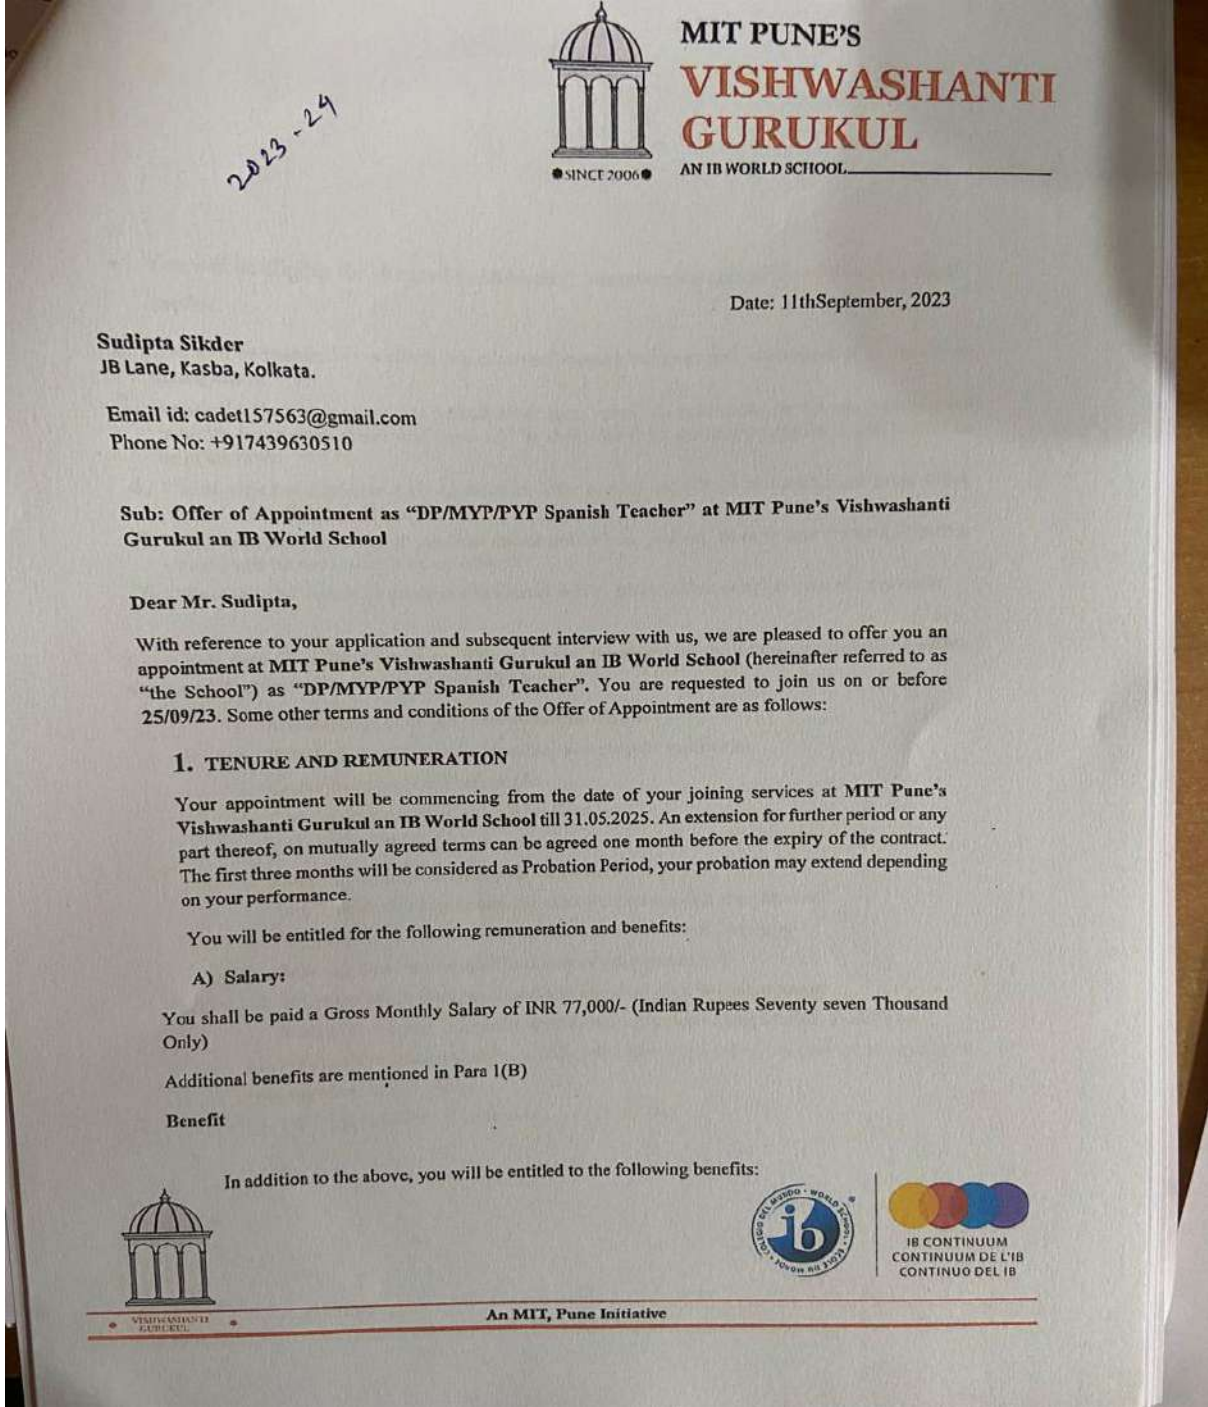 2023-24
MIT PUNE'S
VISHWASHANTI
GURUKUL
SINCE 2006
AN IB WORLD SCHOOL
Date: 11thSeptember, 2023
Sudipta Sikder
JB Lane, Kasba, Kolkata.
Email id: cadet157563@gmail.com
Phone No: +917439630510
Sub: Offer of Appointment as “DP/MYP/PYP Spanish Teacher” at MIT Pune's Vishwashanti
Gurukul an IB World School
Dear Mr. Sudipta,
With reference to your application and subsequent interview with us, we are pleased to offer you an
appointment at MIT Pune's Vishwashanti Gurukul an IB World School (hereinafter referred to as
“the School”) as “DP/MYP/PYP Spanish Teacher”. You are requested to join us on or before
25/09/23. Some other terms and conditions of the Offer of Appointment are as follows:
1. TENURE AND REMUNERATION
Your appointment will be commencing from the date of your joining services at MIT Pune's
Vishwashanti Gurukul an IB World School till 31.05.2025. An extension for further period or any
part thereof, on mutually agreed terms can be agreed one month before the expiry of the contract.
The first three months will be considered as Probation Period, your probation may extend depending
on your performance.
You will be entitled for the following remuneration and benefits:
A) Salary:
You shall be paid a Gross Monthly Salary of INR 77,000/- (Indian Rupees Seventy seven Thousand
Only)
Additional benefits are mentioned in Para 1(B)
Benefit
In addition to the above, you will be entitled to the following benefits:
ib
WORLD SCHOOL • ÉCOLE DU MONDE • COLEGIO DEL MUNDO
IB CONTINUUM
CONTINUUM DE L'IB
CONTINUO DEL IB
VISHWASHANTI
GURUKUL
An MIT, Pune Initiative